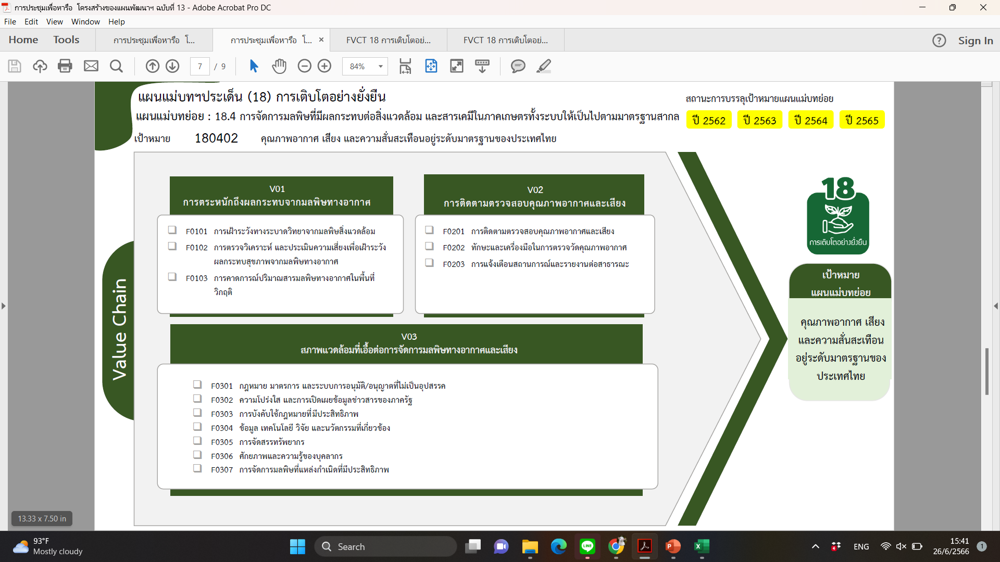 การประชุมเพื่อหารือ โครงสร้างของแผนพัฒนาฯ ฉบับที่ 13 - Adobe Acrobat Pro DC
File Edit View Window Help
Home Tools การประชุมเพื่อหารือ โ... การประชุมเพื่อหารือ โ... × FVCT 18 การเติบโตอย่... FVCT 18 การเติบโตอย่... ? Sign In
7 / 9 84%
แผนแม่บทฯประเด็น (18) การเติบโตอย่างยั่งยืน
สถานะการบรรลุเป้าหมายแผนแม่บทย่อย
แผนแม่บทย่อย : 18.4 การจัดการมลพิษที่มีผลกระทบต่อสิ่งแวดล้อม และสารเคมีในภาคเกษตรทั้งระบบให้เป็นไปตามมาตรฐานสากล
ปี 2562 ปี 2563 ปี 2564 ปี 2565
เป้าหมาย 180402 คุณภาพอากาศ เสียง และความสั่นสะเทือนอยู่ระดับมาตรฐานของประเทศไทย
Value Chain
V01
การตระหนักถึงผลกระทบจากมลพิษทางอากาศ
F0101 การเฝ้าระวังทางระบาดวิทยาจากมลพิษสิ่งแวดล้อม
F0102 การตรวจวิเคราะห์ และประเมินความเสี่ยงเพื่อเฝ้าระวัง
ผลกระทบสุขภาพจากมลพิษทางอากาศ
F0103 การคาดการณ์ปริมาณสารมลพิษทางอากาศในพื้นที่
วิกฤติ
V02
การติดตามตรวจสอบคุณภาพอากาศและเสียง
F0201 การติดตามตรวจสอบคุณภาพอากาศและเสียง
F0202 ทักษะและเครื่องมือในการตรวจวัดคุณภาพอากาศ
F0203 การแจ้งเตือนสถานการณ์และรายงานต่อสาธารณะ
V03
สภาพแวดล้อมที่เอื้อต่อการจัดการมลพิษทางอากาศและเสียง
F0301 กฎหมาย มาตรการ และระบบการอนุมัติ/อนุญาตที่ไม่เป็นอุปสรรค
F0302 ความโปร่งใส และการเปิดเผยข้อมูลข่าวสารของภาครัฐ
F0303 การบังคับใช้กฎหมายที่มีประสิทธิภาพ
F0304 ข้อมูล เทคโนโลยี วิจัย และนวัตกรรมที่เกี่ยวข้อง
F0305 การจัดสรรทรัพยากร
F0306 ศักยภาพและความรู้ของบุคลากร
F0307 การจัดการมลพิษที่แหล่งกำเนิดที่มีประสิทธิภาพ
18
การเติบโตอย่างยั่งยืน
เป้าหมาย
แผนแม่บทย่อย
คุณภาพอากาศ เสียง
และความสั่นสะเทือน
อยู่ระดับมาตรฐานของ
ประเทศไทย
13.33 x 7.50 in
93°F
Mostly cloudy
Search
LINE
4
ENG
15:41
26/6/2566
1